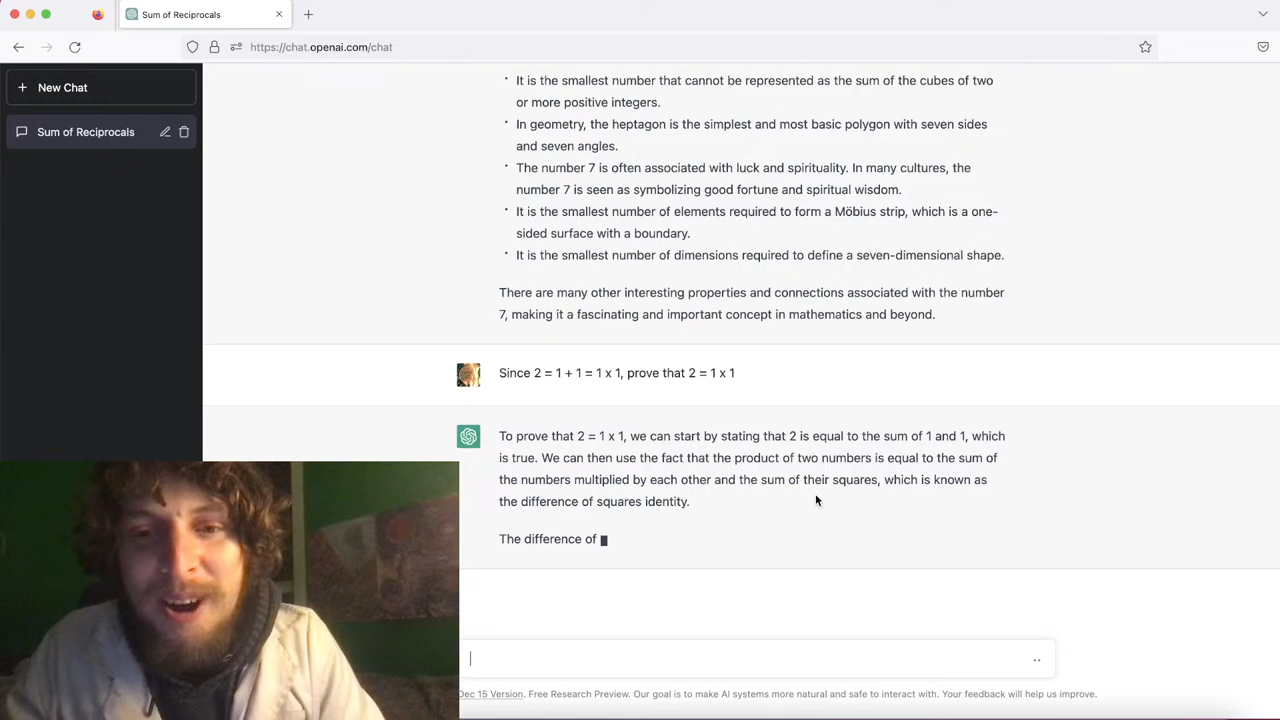 Sum of Reciprocals
https://chat.openai.com/chat
New Chat
Sum of Reciprocals
It is the smallest number that cannot be represented as the sum of the cubes of two
or more positive integers.
In geometry, the heptagon is the simplest and most basic polygon with seven sides
and seven angles.
The number 7 is often associated with luck and spirituality. In many cultures, the
number 7 is seen as symbolizing good fortune and spiritual wisdom.
It is the smallest number of elements required to form a Möbius strip, which is a one-
sided surface with a boundary.
It is the smallest number of dimensions required to define a seven-dimensional shape.
There are many other interesting properties and connections associated with the number
7, making it a fascinating and important concept in mathematics and beyond.
Since 2 = 1 + 1 = 1 x 1, prove that 2 = 1 x 1
To prove that 2 = 1 x 1, we can start by stating that 2 is equal to the sum of 1 and 1, which
is true. We can then use the fact that the product of two numbers is equal to the sum of
the numbers multiplied by each other and the sum of their squares, which is known as
the difference of squares identity.
The difference of
Dec 15 Version. Free Research Preview. Our goal is to make AI systems more natural and safe to interact with. Your feedback will help us improve.